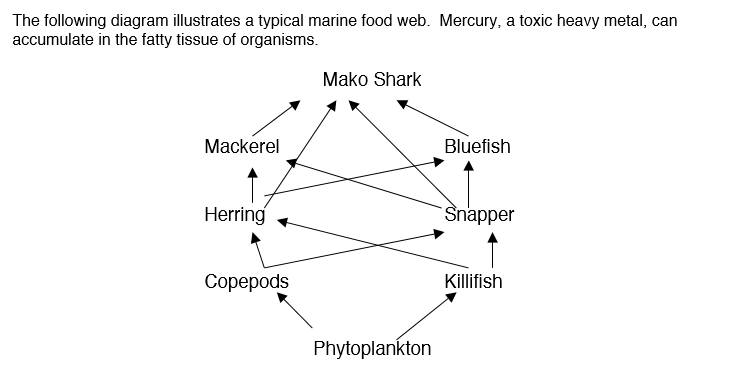 The following diagram illustrates a typical marine food web. Mercury, a toxic heavy metal, can
accumulate in the fatty tissue of organisms.
Mako Shark
Mackerel
Bluefish
Herring
Snapper
Copepods
Killifish
Phytoplankton